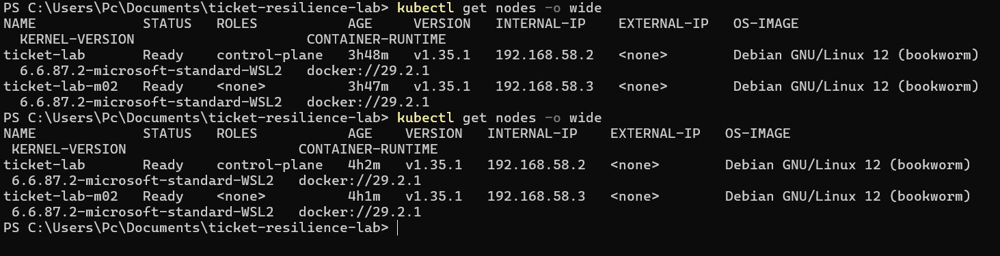 PS C:\Users\Pc\Documents\ticket-resilience-lab> kubectl get nodes -o wide
NAME            STATUS   ROLES           AGE     VERSION   INTERNAL-IP    EXTERNAL-IP   OS-IMAGE
  KERNEL-VERSION                     CONTAINER-RUNTIME
ticket-lab       Ready    control-plane   3h48m   v1.35.1   192.168.58.2   <none>        Debian GNU/Linux 12 (bookworm)
  6.6.87.2-microsoft-standard-WSL2   docker://29.2.1
ticket-lab-m02   Ready    <none>          3h47m   v1.35.1   192.168.58.3   <none>        Debian GNU/Linux 12 (bookworm)
  6.6.87.2-microsoft-standard-WSL2   docker://29.2.1
PS C:\Users\Pc\Documents\ticket-resilience-lab> kubectl get nodes -o wide
NAME             STATUS   ROLES           AGE    VERSION   INTERNAL-IP    EXTERNAL-IP   OS-IMAGE
 KERNEL-VERSION                     CONTAINER-RUNTIME
ticket-lab       Ready    control-plane   4h2m   v1.35.1   192.168.58.2   <none>        Debian GNU/Linux 12 (bookworm)
 6.6.87.2-microsoft-standard-WSL2   docker://29.2.1
ticket-lab-m02   Ready    <none>          4h1m   v1.35.1   192.168.58.3   <none>        Debian GNU/Linux 12 (bookworm)
 6.6.87.2-microsoft-standard-WSL2   docker://29.2.1
PS C:\Users\Pc\Documents\ticket-resilience-lab>